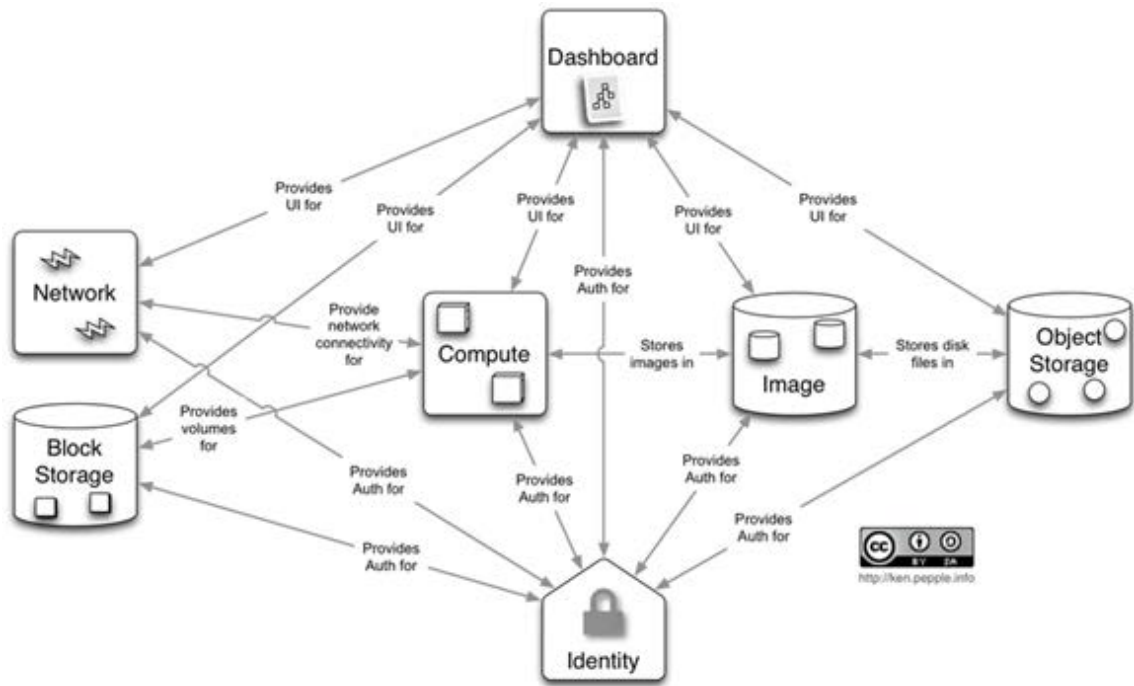 Dashboard
Provides
UI for
Provides
UI for
Provides
UI for
Provides
UI for
Provides
UI for
Network
Provide
network
connectivity
for
Provides
Auth for
Compute
Stores
images in
Image
Stores disk
files in
Object
Storage
Block
Storage
Provides
volumes
for
Provides
Auth for
Provides
Auth for
Provides
Auth for
Provides
Auth for
Provides
Auth for
Identity
cc
BY
http://ken.pepple.info